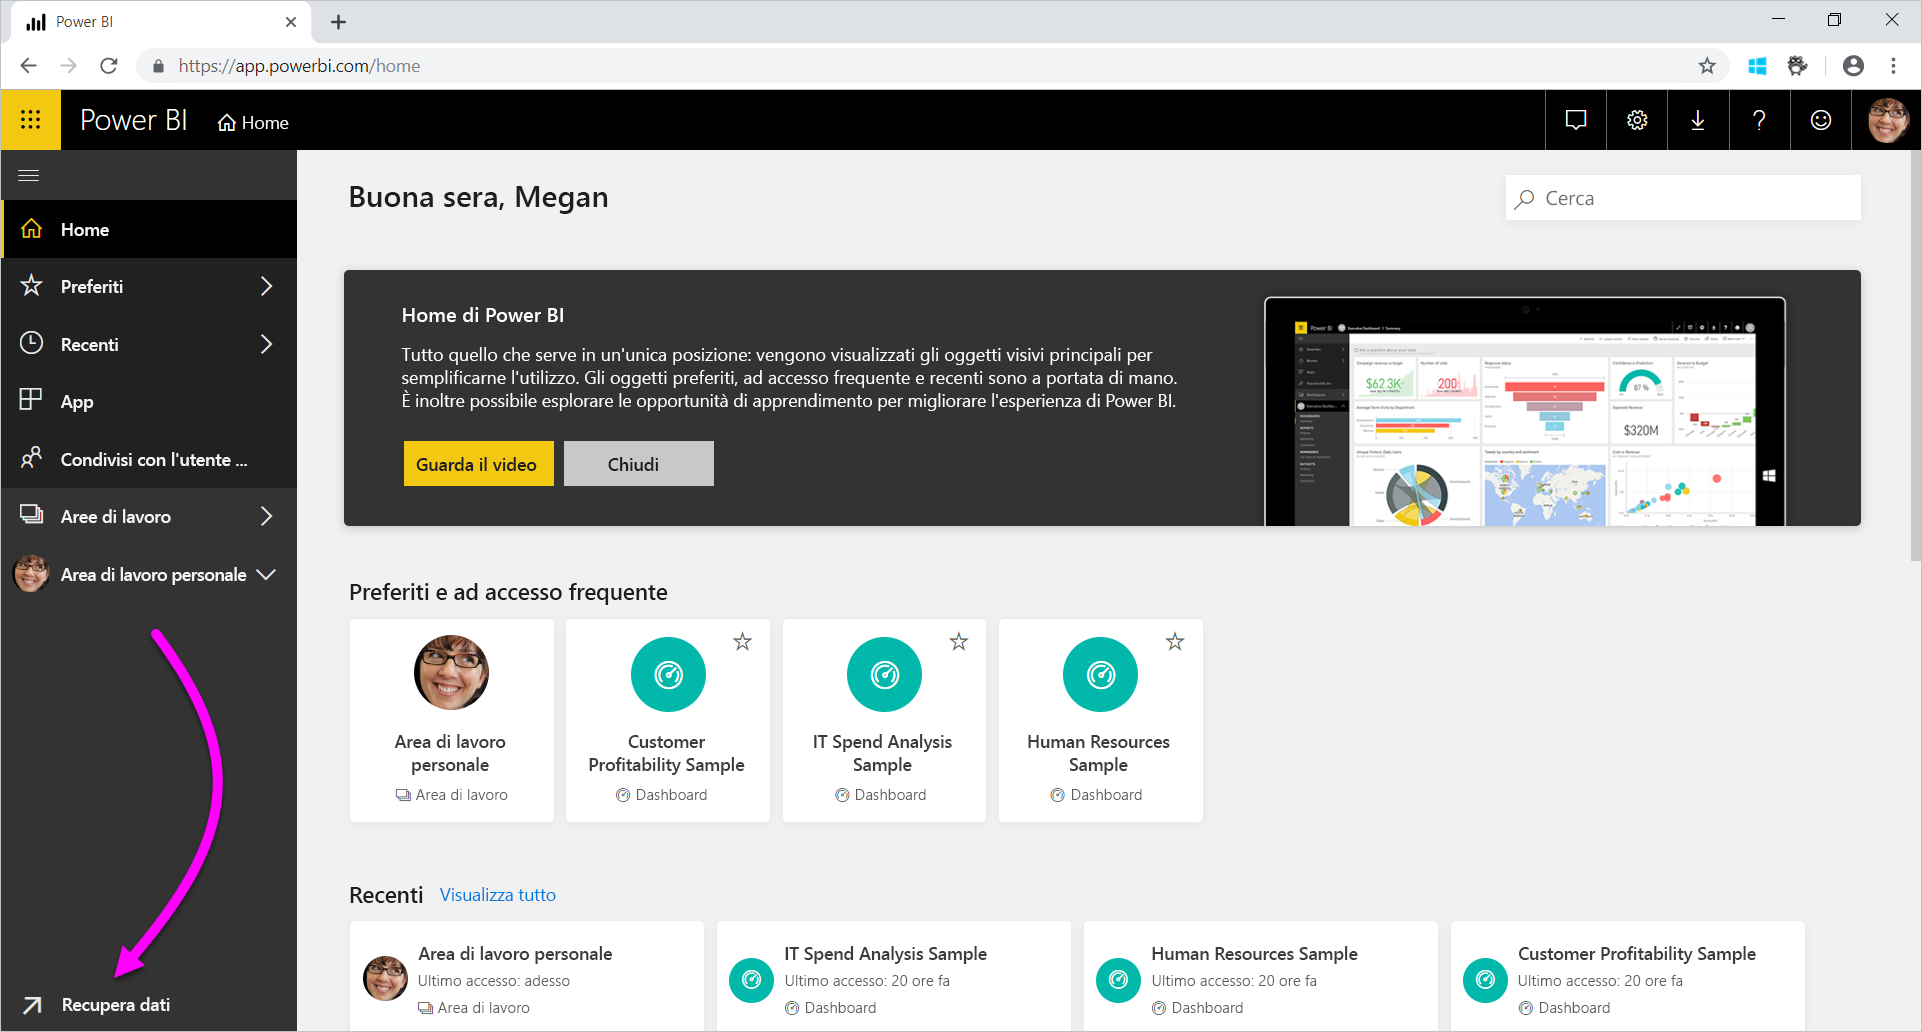 Power BI
https://app.powerbi.com/home
Power BI
Home
Home
Preferiti
Recenti
App
Condivisi con l'utente ...
Aree di lavoro
Area di lavoro personale
Recupera dati
Buona sera, Megan
Cerca
Home di Power BI
Tutto quello che serve in un'unica posizione: vengono visualizzati gli oggetti visivi principali per
semplificarne l'utilizzo. Gli oggetti preferiti, ad accesso frequente e recenti sono a portata di mano.
È inoltre possibile esplorare le opportunità di apprendimento per migliorare l'esperienza di Power BI.
Guarda il video
Chiudi
Power BI
$62.3K
200
87 %
$320M
Preferiti e ad accesso frequente
Area di lavoro
personale
Area di lavoro
Customer
Profitability Sample
Dashboard
IT Spend Analysis
Sample
Dashboard
Human Resources
Sample
Dashboard
Recenti
Visualizza tutto
Area di lavoro personale
Ultimo accesso: adesso
Area di lavoro
IT Spend Analysis Sample
Ultimo accesso: 20 ore fa
Dashboard
Human Resources Sample
Ultimo accesso: 20 ore fa
Dashboard
Customer Profitability Sample
Ultimo accesso: 20 ore fa
Dashboard